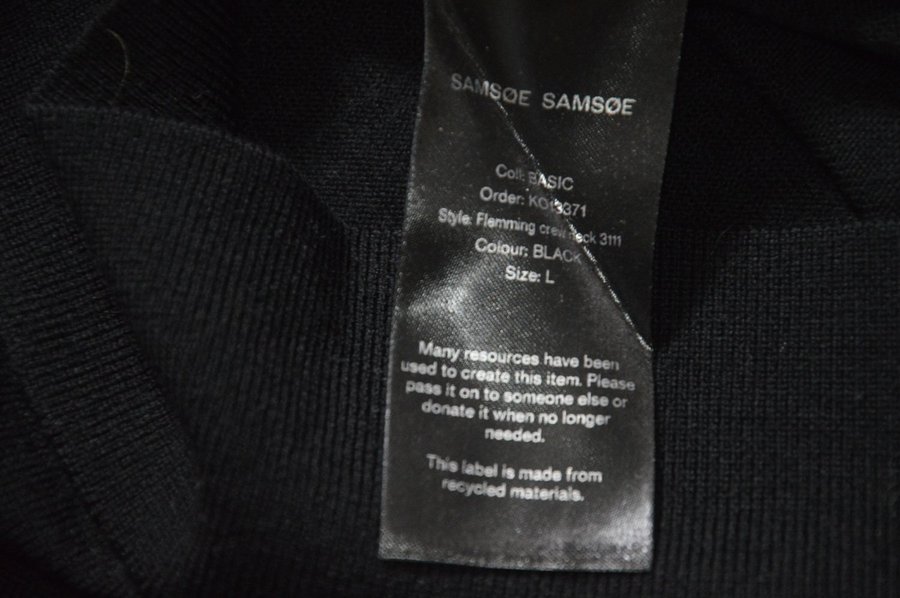 SAMSØE SAMSØE
Coll: BASIC
Order: KO13371
Style: Flemming crew neck 3111
Colour: BLACK
Size: L
Many resources have been
used to create this item. Please
pass it on to someone else or
donate it when no longer
needed.
This label is made from
recycled materials.